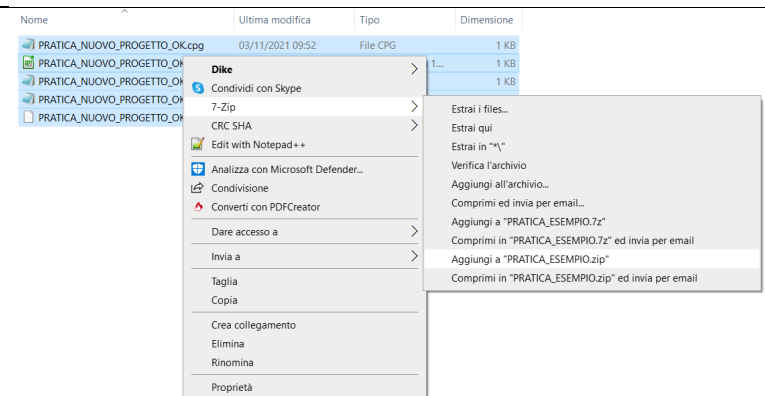 Nome Ultima modifica Tipo Dimensione
PRATICA_NUOVO_PROGETTO_OK.cpg 03/11/2021 09:52 File CPG 1 KB
PRATICA_NUOVO_PROGETTO_OK 1... 1 KB
PRATICA_NUOVO_PROGETTO_OK 1 KB
PRATICA_NUOVO_PROGETTO_OK
PRATICA_NUOVO_PROGETTO_OK
Dike
Condividi con Skype
7-Zip
CRC SHA
Edit with Notepad++
Analizza con Microsoft Defender...
Condivisione
Converti con PDFCreator
Dare accesso a
Invia a
Taglia
Copia
Crea collegamento
Elimina
Rinomina
Proprietà
Estrai i files...
Estrai qui
Estrai in "*\"
Verifica l'archivio
Aggiungi all'archivio...
Comprimi ed invia per email...
Aggiungi a "PRATICA_ESEMPIO.7z"
Comprimi in "PRATICA_ESEMPIO.7z" ed invia per email
Aggiungi a "PRATICA_ESEMPIO.zip"
Comprimi in "PRATICA_ESEMPIO.zip" ed invia per email